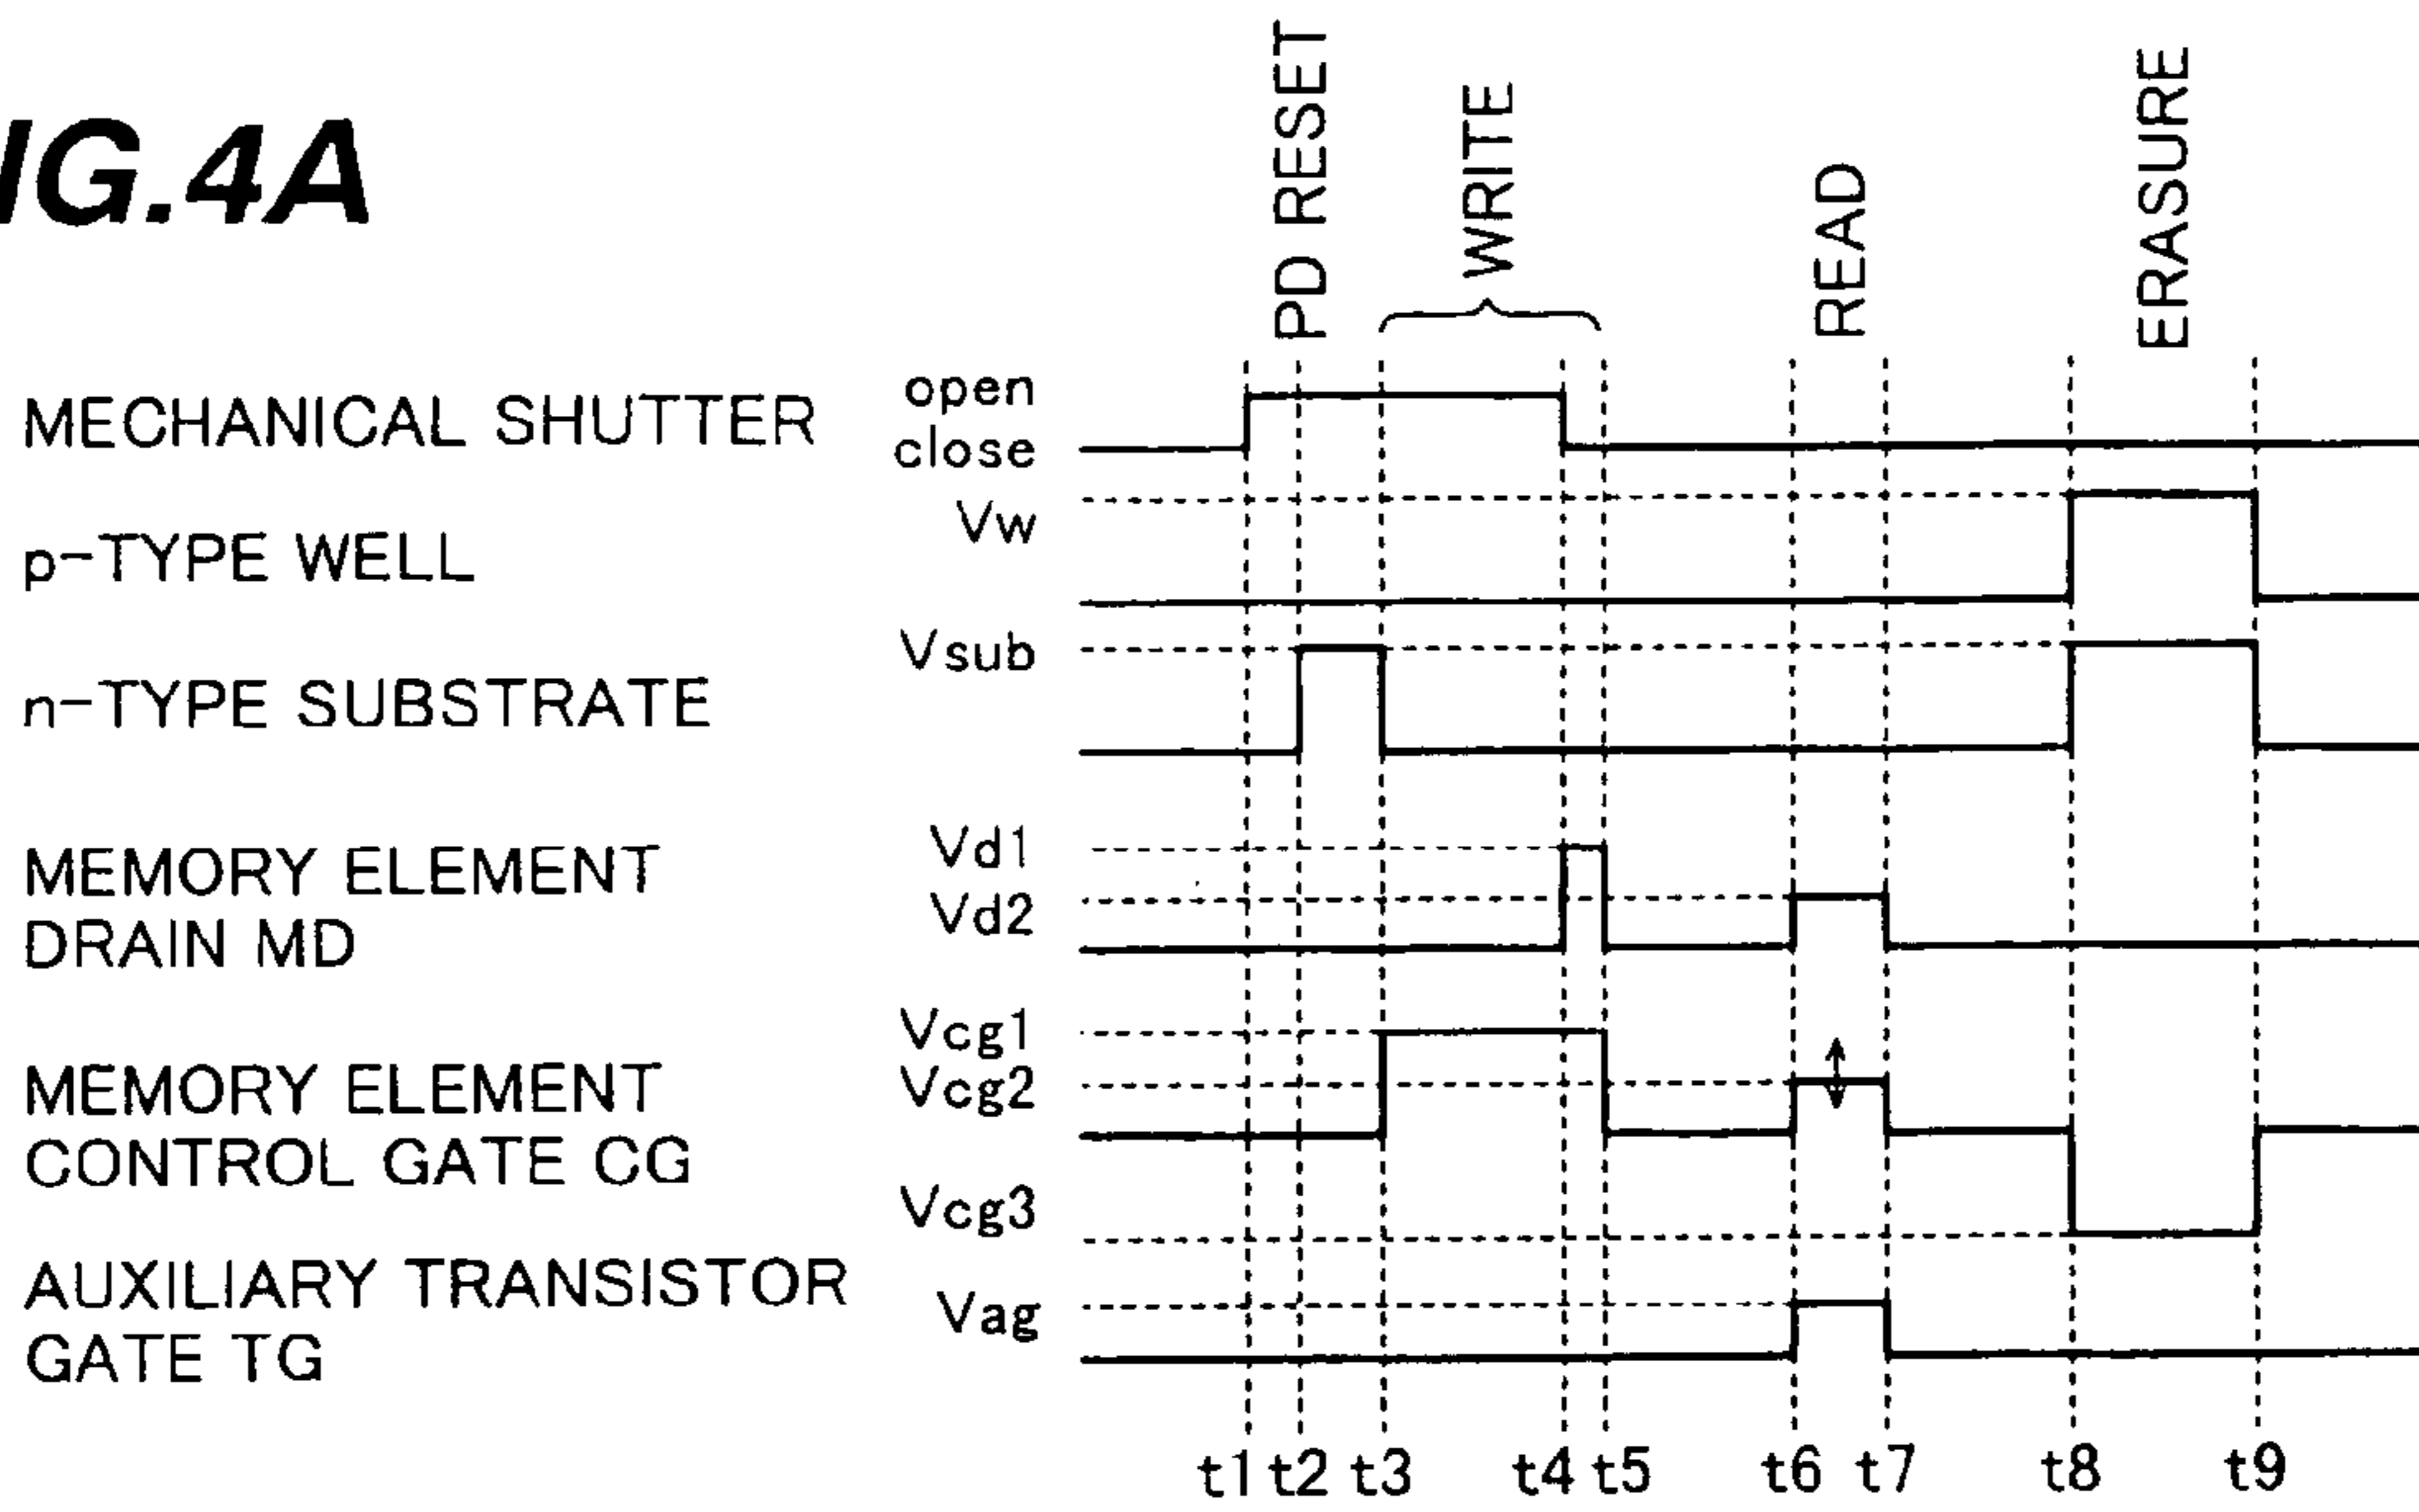 IG.4A
PD RESET
WRITE
READ
ERASURE
MECHANICAL SHUTTER
open
close
p-TYPE WELL
Vw
n-TYPE SUBSTRATE
Vsub
MEMORY ELEMENT
DRAIN MD
Vd1
Vd2
MEMORY ELEMENT
CONTROL GATE CG
Vcg1
Vcg2
Vcg3
AUXILIARY TRANSISTOR
GATE TG
Vag
t1 t2 t3 t4 t5 t6 t7 t8 t9